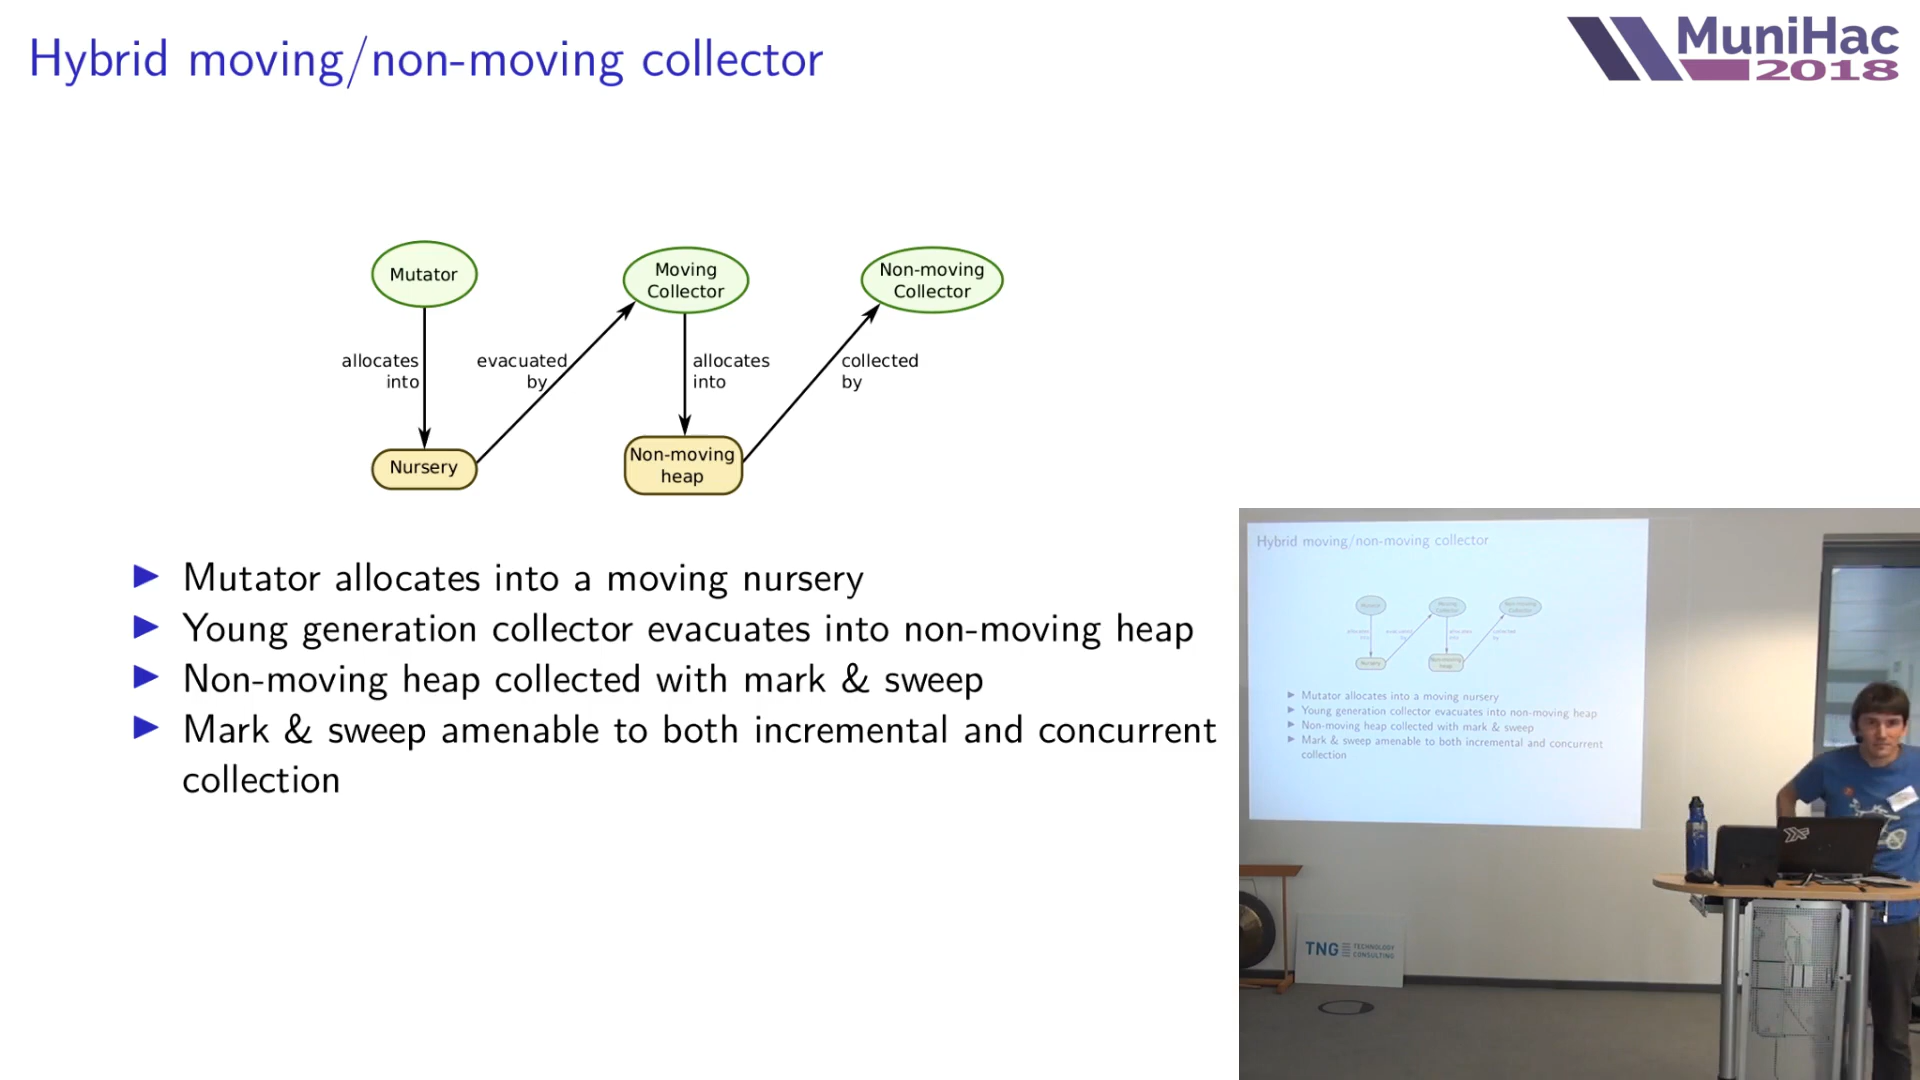 Hybrid moving/non-moving collector
MuniHac
2018
Mutator
Moving
Collector
Non-moving
Collector
allocates
into
evacuated
by
allocates
into
collected
by
Nursery
Non-moving
heap
Mutator allocates into a moving nursery
Young generation collector evacuates into non-moving heap
Non-moving heap collected with mark & sweep
Mark & sweep amenable to both incremental and concurrent
collection
Hybrid moving/non-moving collector
Mutator allocates into a moving nursery
Young generation collector evacuates into non-moving heap
Non-moving heap collected with mark & sweep
Mark & sweep amenable to both incremental and concurrent
collection
TNG TECHNOLOGY
CONSULTING